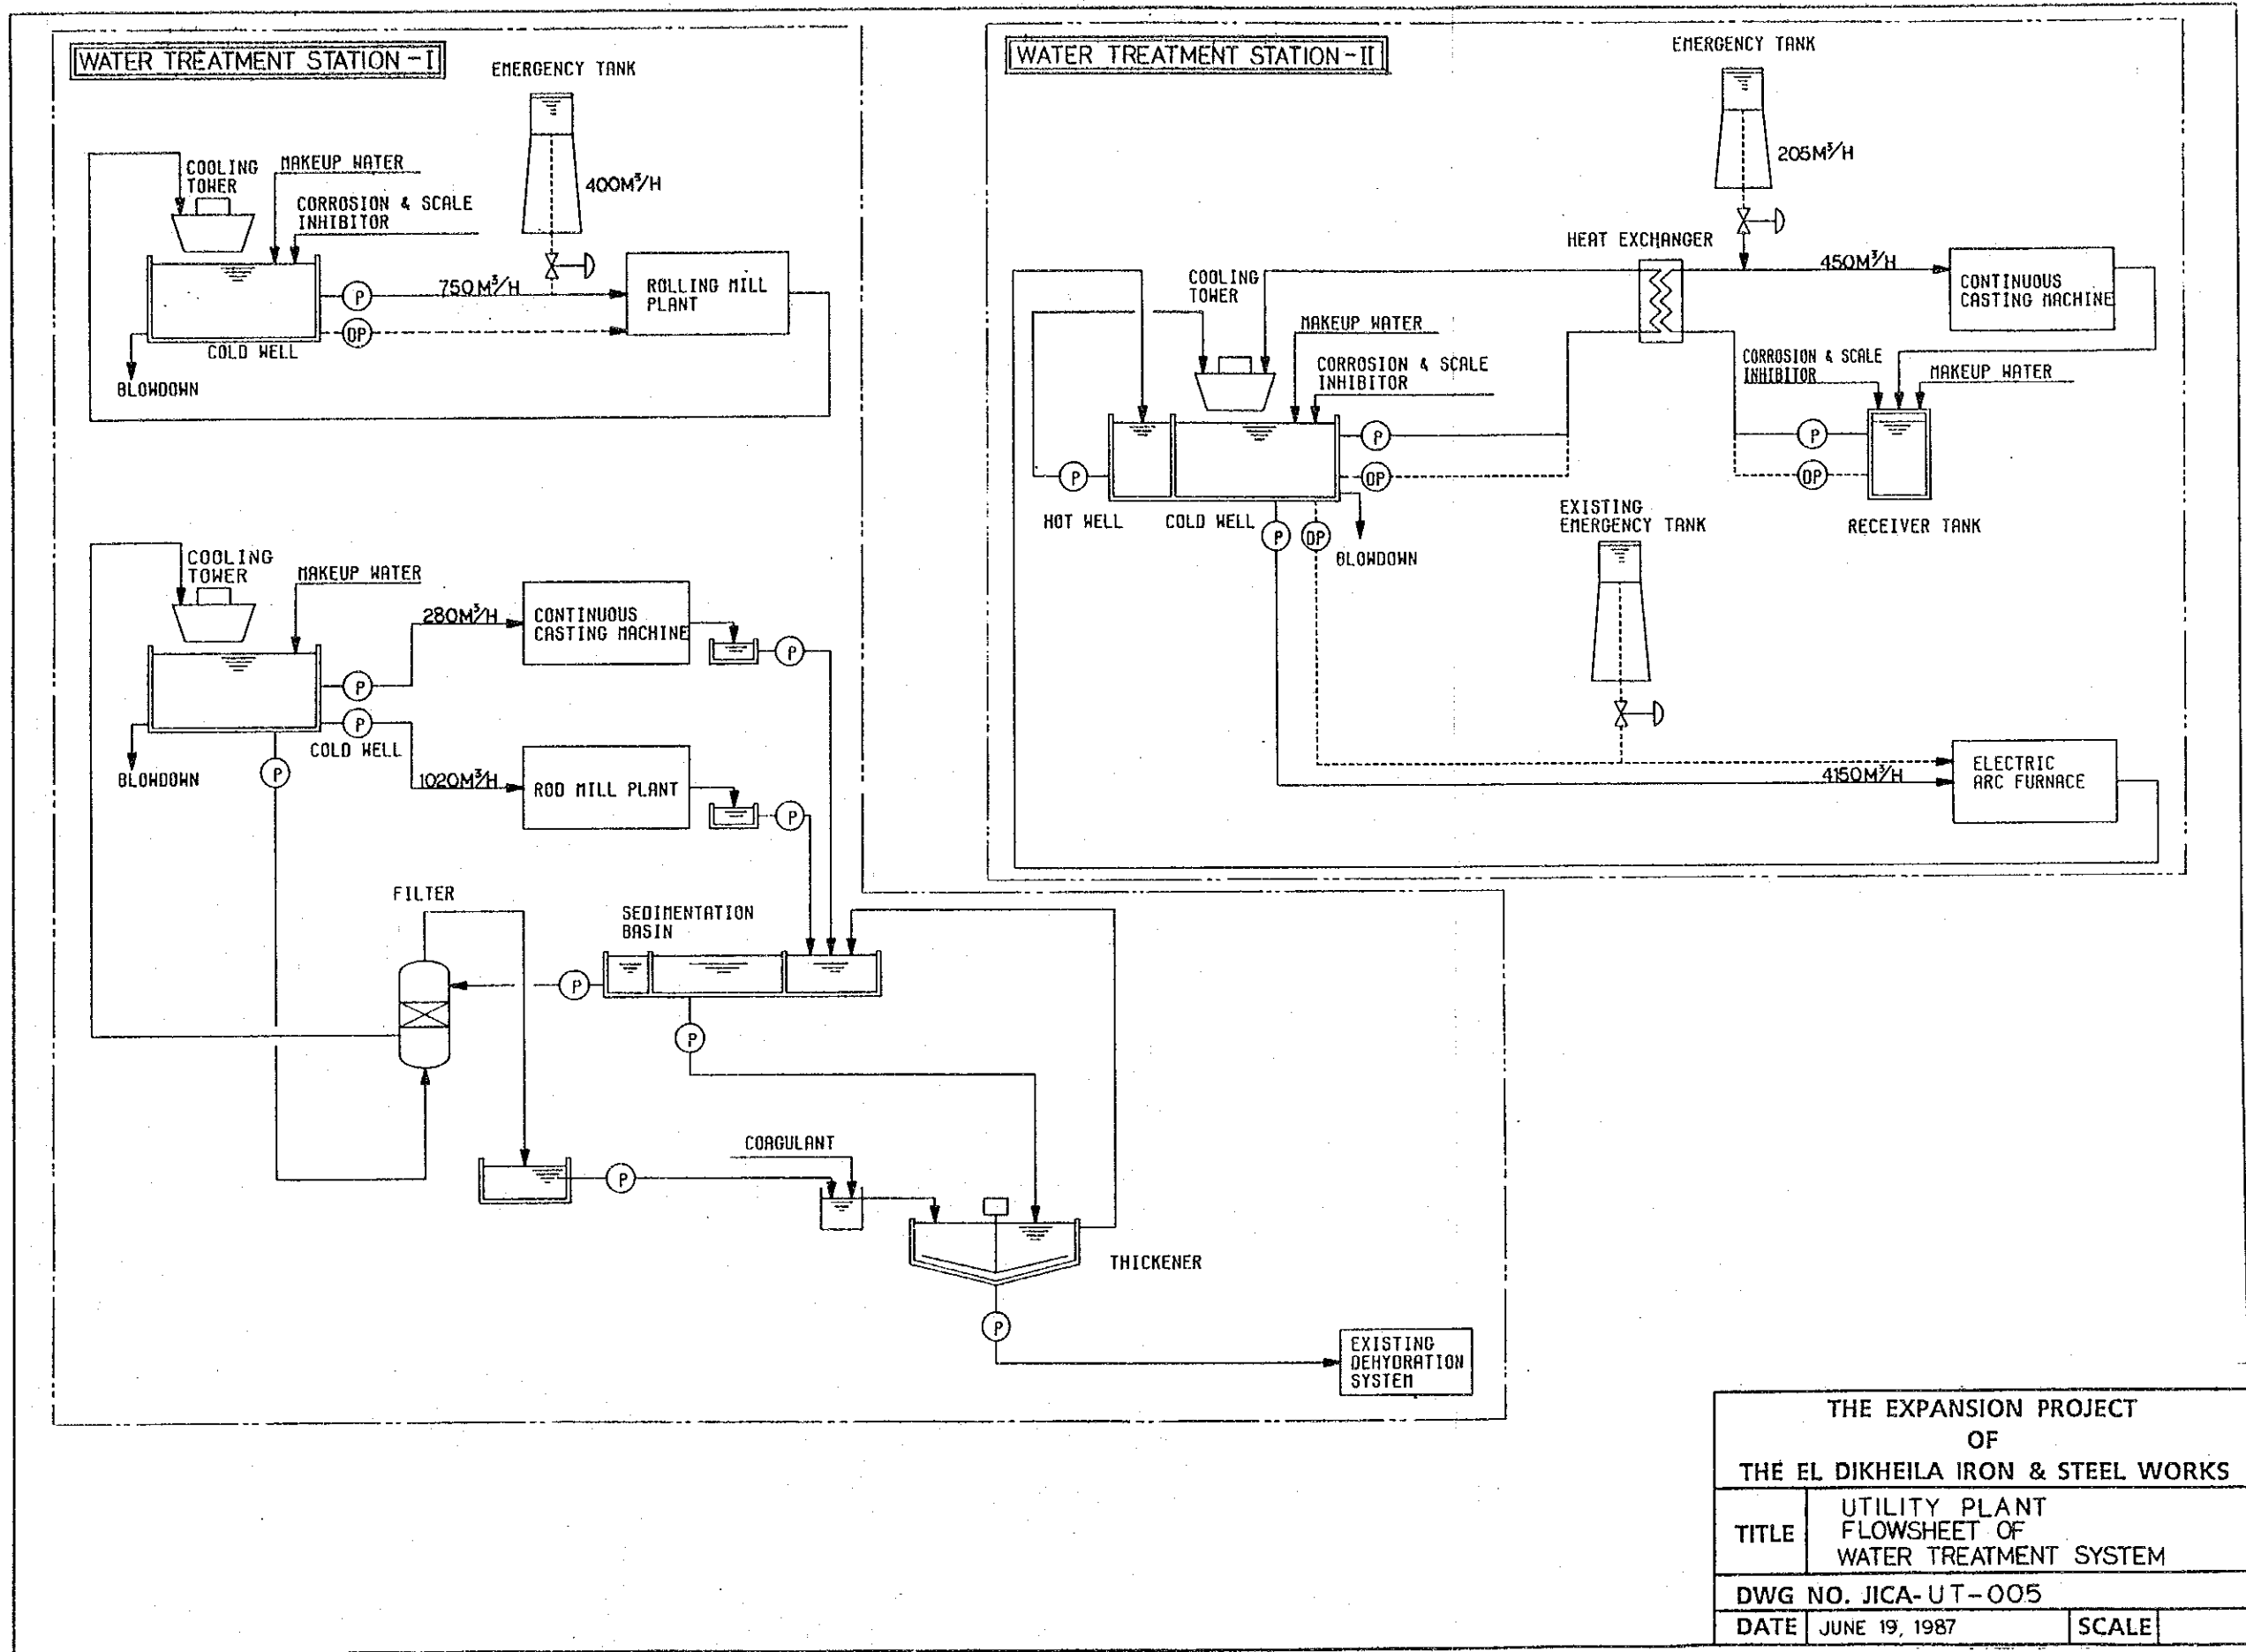 WATER TREATMENT STATION-I
EMERGENCY TANK
400M³/H
COOLING
TOWER
MAKEUP WATER
CORROSION & SCALE
INHIBITOR
P
750M³/H
DP
ROLLING MILL
PLANT
COLD WELL
BLOWDOWN
COOLING
TOWER
MAKEUP WATER
280M³/H
CONTINUOUS
CASTING MACHINE
P
P
P
COLD WELL
BLOWDOWN
P
1020M³/H
ROD MILL PLANT
P
FILTER
SEDIMENTATION
BASIN
P
P
COAGULANT
P
THICKENER
P
EXISTING
DEHYDRATION
SYSTEM
WATER TREATMENT STATION-II
EMERGENCY TANK
205M³/H
HEAT EXCHANGER
450M³/H
CONTINUOUS
CASTING MACHINE
COOLING
TOWER
MAKEUP WATER
CORROSION & SCALE
INHIBITOR
CORROSION & SCALE
INHIBITOR
MAKEUP WATER
P
P
P
DP
DP
HOT WELL
COLD WELL
P
DP
BLOWDOWN
EXISTING
EMERGENCY TANK
RECEIVER TANK
4150M³/H
ELECTRIC
ARC FURNACE
THE EXPANSION PROJECT
OF
THE EL DIKHEILA IRON & STEEL WORKS
TITLE
UTILITY PLANT
FLOWSHEET OF
WATER TREATMENT SYSTEM
DWG NO. JICA-UT-005
DATE JUNE 19, 1987 SCALE